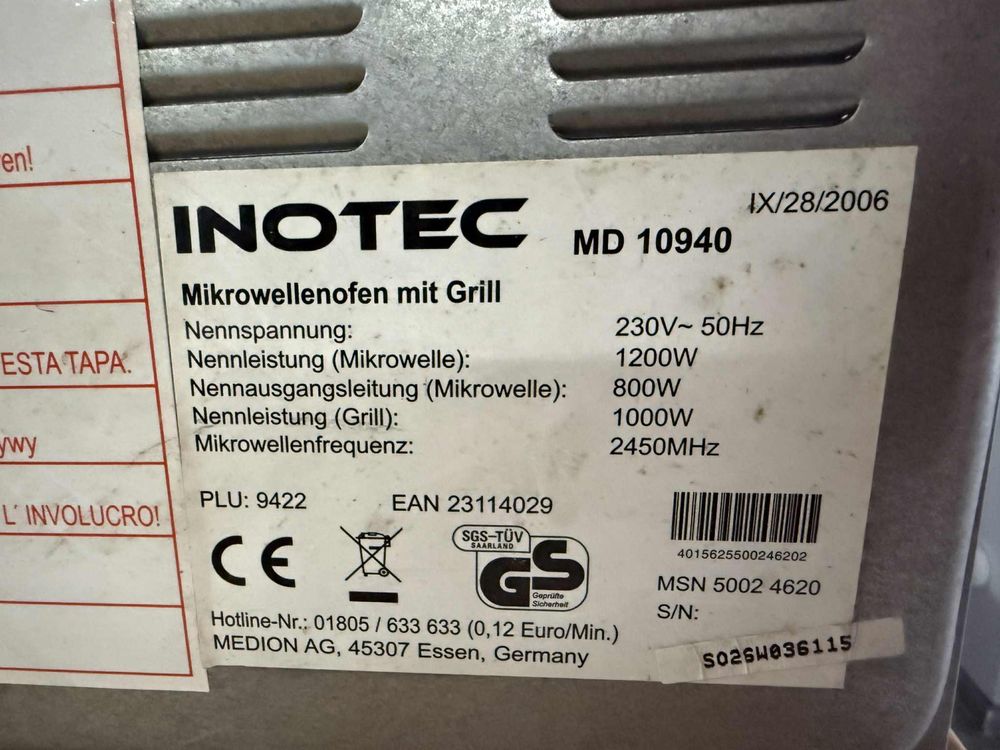 en!
ESTA TAPA.
ywy
L' INVOLUCRO!
INOTEC
MD 10940
IX/28/2006
Mikrowellenofen mit Grill
Nennspannung: 230V~ 50Hz
Nennleistung (Mikrowelle): 1200W
Nennausgangsleitung (Mikrowelle): 800W
Nennleistung (Grill): 1000W
Mikrowellenfrequenz: 2450MHz
PLU: 9422 EAN 23114029
4015625500246202
CE
SGS-TÜV
SAARLAND
GS
Geprüfte
Sicherheit
MSN 5002 4620
S/N:
S026W036115
Hotline-Nr.: 01805 / 633 633 (0,12 Euro/Min.)
MEDION AG, 45307 Essen, Germany